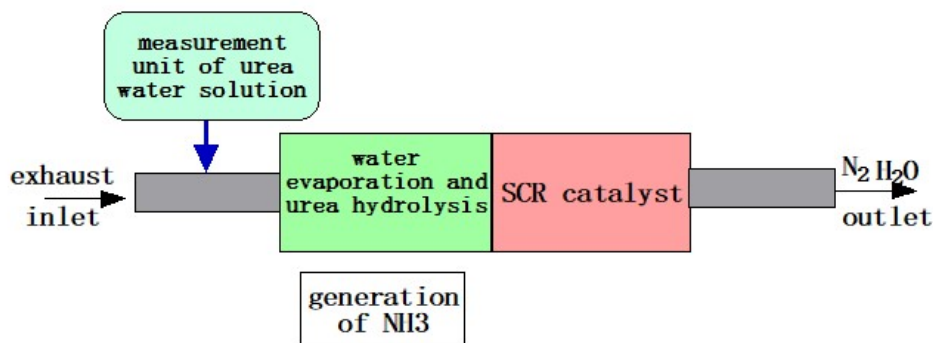 measurement
unit of urea
water solution
exhaust
inlet
water
evaporation and
urea hydrolysis
SCR catalyst
N2 H2O
outlet
generation
of NH3